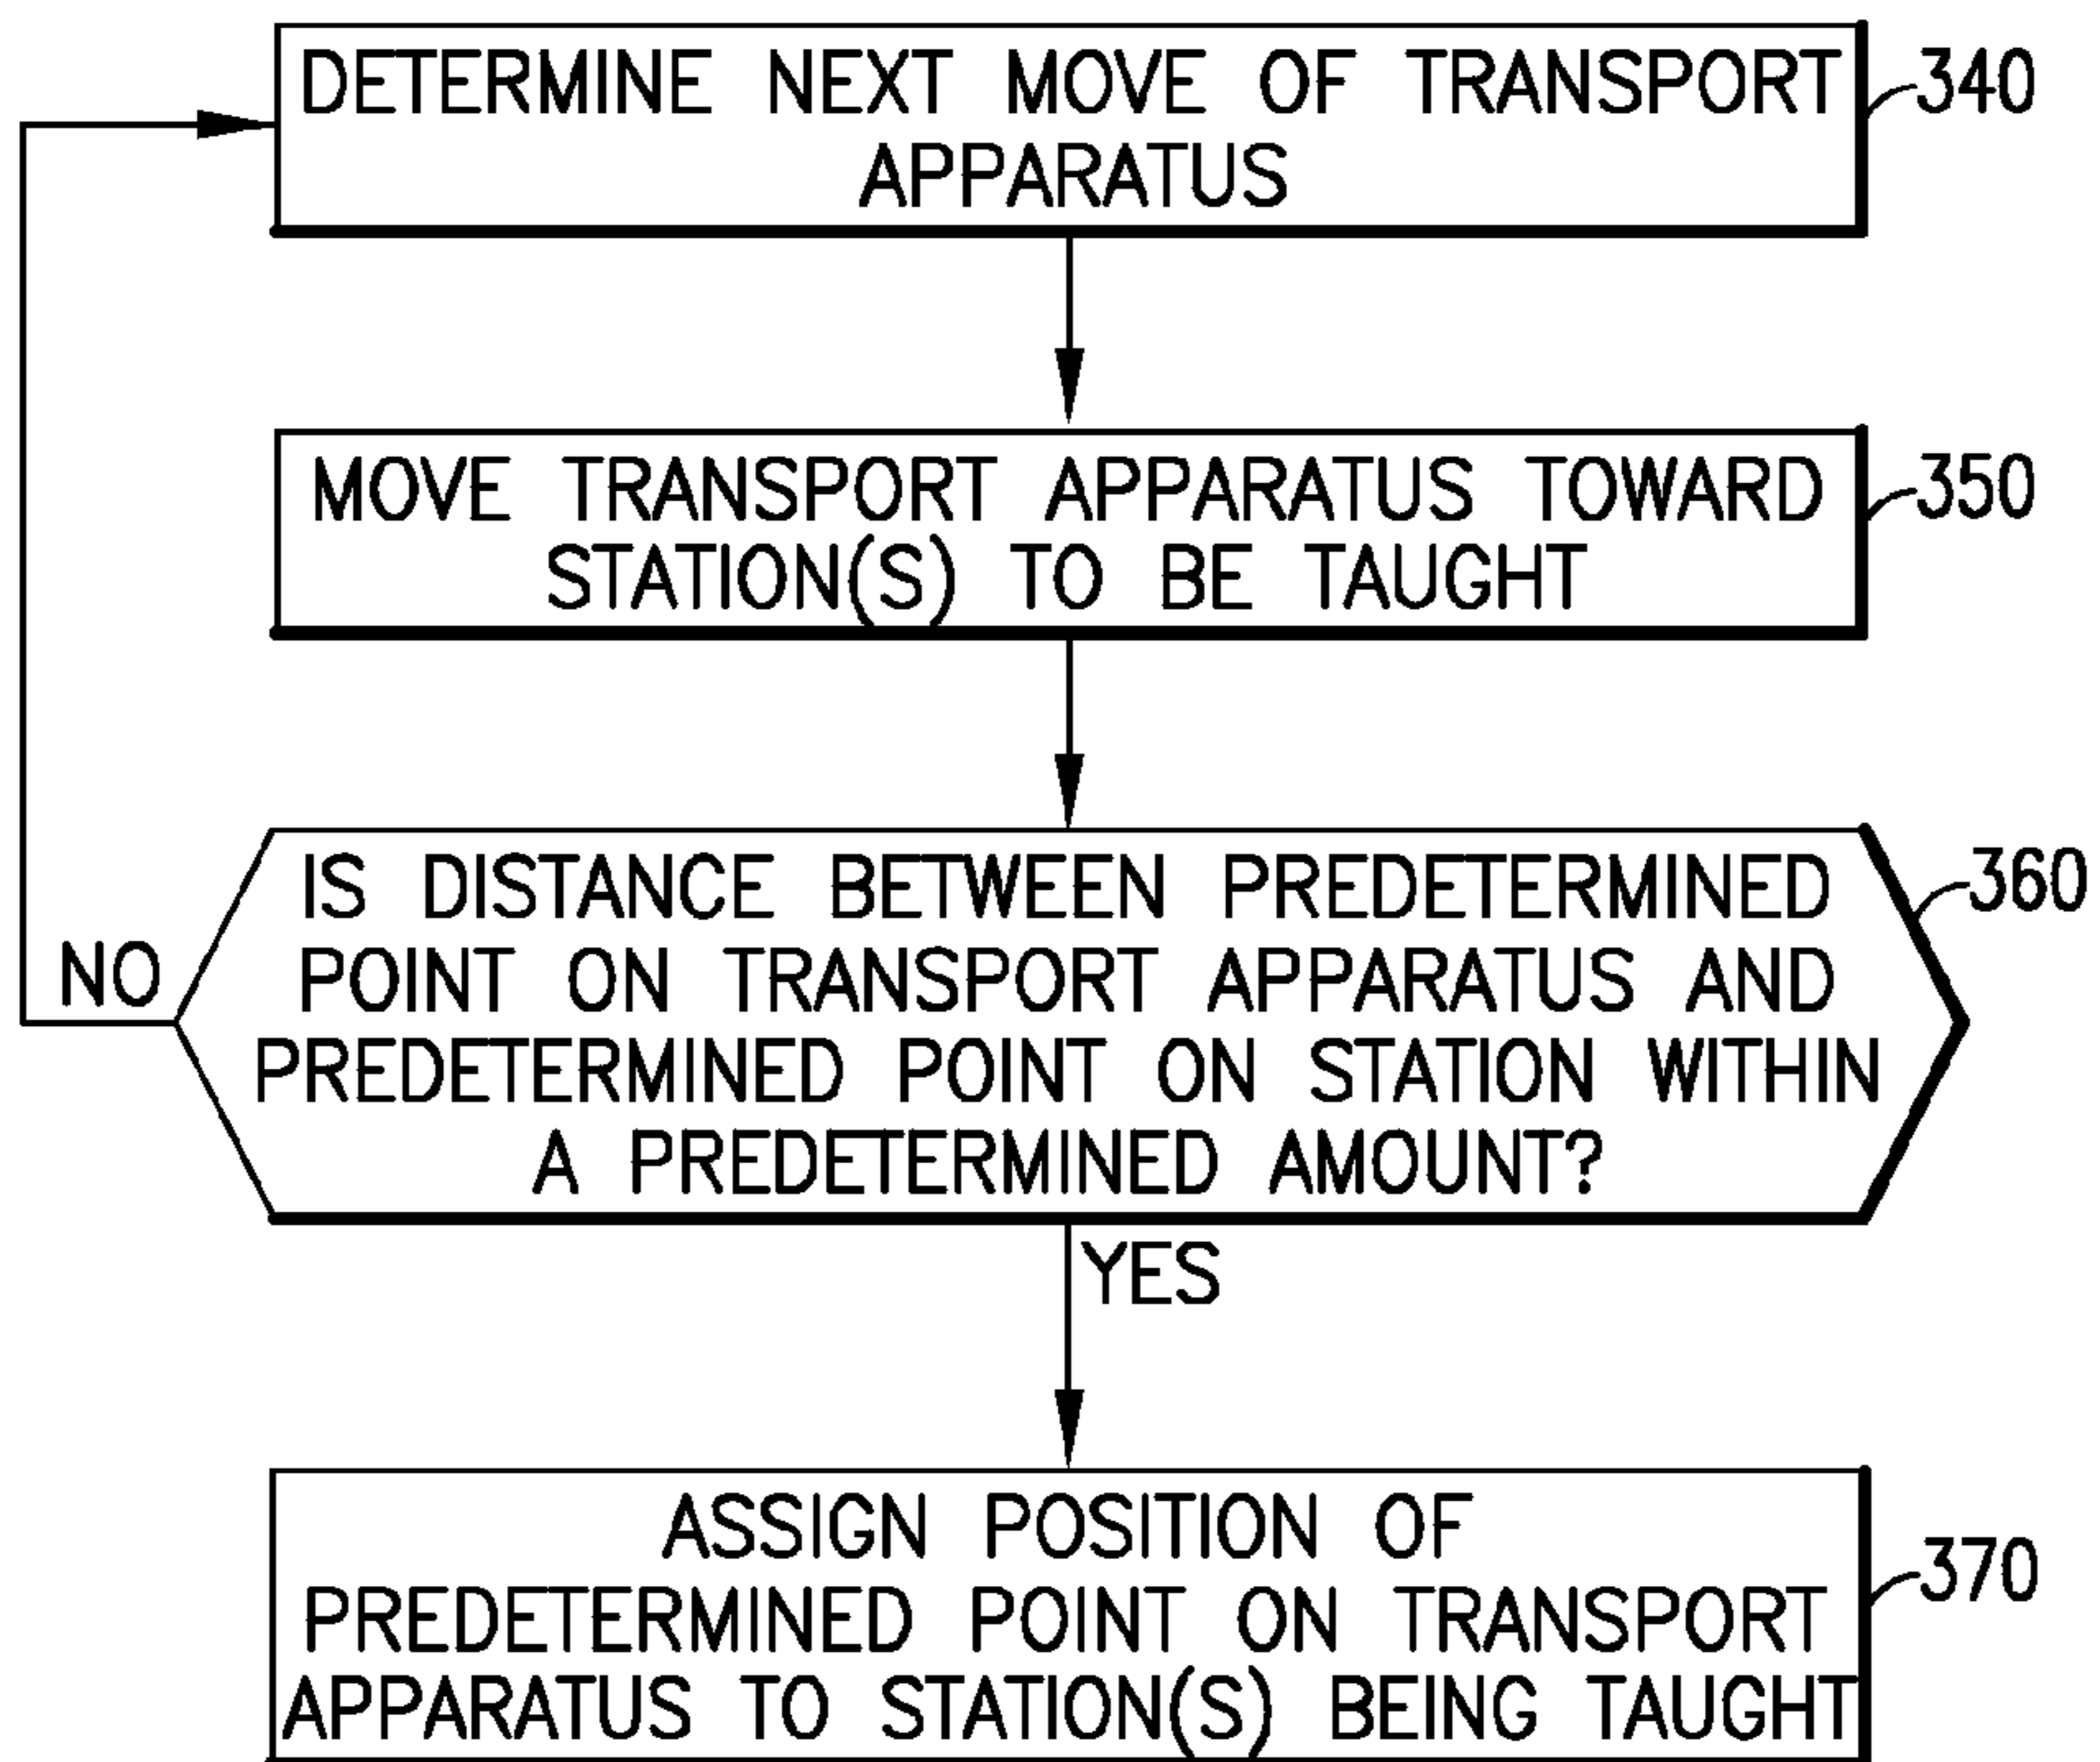 DETERMINE NEXT MOVE OF TRANSPORT
APPARATUS
340
MOVE TRANSPORT APPARATUS TOWARD
STATION(S) TO BE TAUGHT
350
IS DISTANCE BETWEEN PREDETERMINED
POINT ON TRANSPORT APPARATUS AND
PREDETERMINED POINT ON STATION WITHIN
A PREDETERMINED AMOUNT?
360
NO
YES
ASSIGN POSITION OF
PREDETERMINED POINT ON TRANSPORT
APPARATUS TO STATION(S) BEING TAUGHT
370